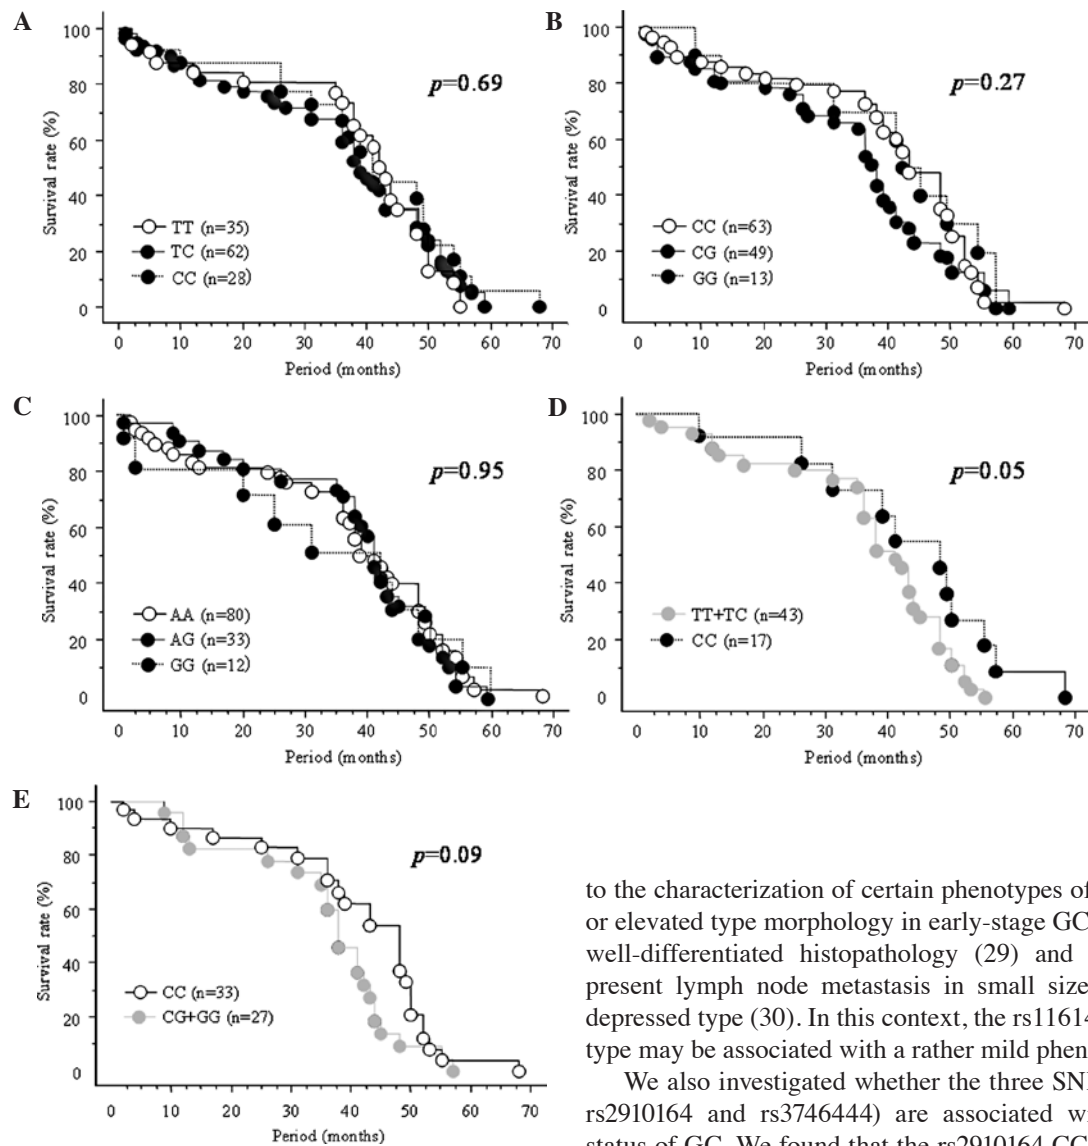 A
100
80
60
40
20
0
Survival rate (%)
p=0.69
TT (n=35)
TC (n=62)
CC (n=28)
0 10 20 30 40 50 60 70
Period (months)
B
100
80
60
40
20
0
Survival rate (%)
p=0.27
CC (n=63)
CG (n=49)
GG (n=13)
0 10 20 30 40 50 60 70
Period (months)
C
100
80
60
40
20
0
Survival rate (%)
p=0.95
AA (n=80)
AG (n=33)
GG (n=12)
0 10 20 30 40 50 60 70
Period (months)
D
100
80
60
40
20
0
Survival rate (%)
p=0.05
TT+TC (n=43)
CC (n=17)
0 10 20 30 40 50 60 70
Period (months)
E
100
80
60
40
20
0
Survival rate (%)
p=0.09
CC (n=33)
CG+GG (n=27)
0 10 20 30 40 50 60 70
Period (months)
to the characterization of certain phenotypes of
or elevated type morphology in early-stage GC
well-differentiated histopathology (29) and
present lymph node metastasis in small size
depressed type (30). In this context, the rs11614
type may be associated with a rather mild phen
We also investigated whether the three SN
rs2910164 and rs3746444) are associated w
status of GC. We found that the rs2910164 CC